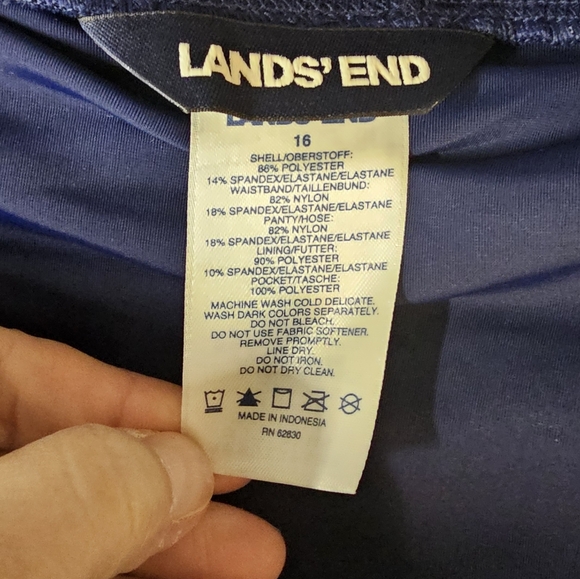 LANDS' END
LANDS' END
16
SHELL/OBERSTOFF:
86% POLYESTER
14% SPANDEX/ELASTANE/ELASTANE
WAISTBAND/TAILLENBUND:
82% NYLON
18% SPANDEX/ELASTANE/ELASTANE
PANTY/HOSE:
82% NYLON
18% SPANDEX/ELASTANE/ELASTANE
LINING/FUTTER:
90% POLYESTER
10% SPANDEX/ELASTANE/ELASTANE
POCKET/TASCHE:
100% POLYESTER
MACHINE WASH COLD DELICATE.
WASH DARK COLORS SEPARATELY.
DO NOT BLEACH.
DO NOT USE FABRIC SOFTENER.
REMOVE PROMPTLY.
LINE DRY.
DO NOT IRON.
DO NOT DRY CLEAN.
MADE IN INDONESIA
RN 62830